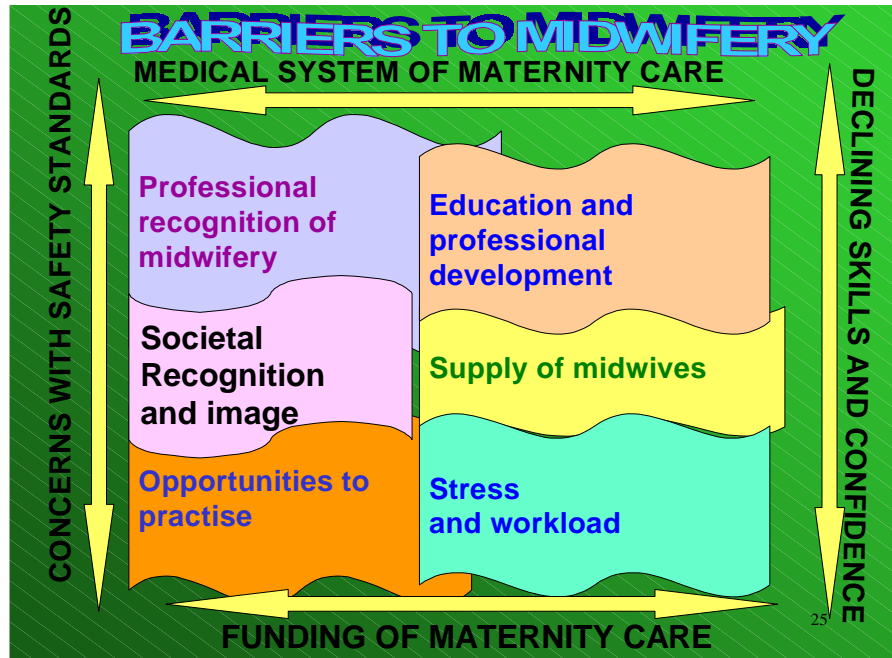 BARRIERS TO MIDWIFERY
MEDICAL SYSTEM OF MATERNITY CARE
CONCERNS WITH SAFETY STANDARDS
DECLINING SKILLS AND CONFIDENCE
Professional
recognition of
midwifery
Education and
professional
development
Societal
Recognition
and image
Supply of midwives
Opportunities to
practise
Stress
and workload
FUNDING OF MATERNITY CARE
25